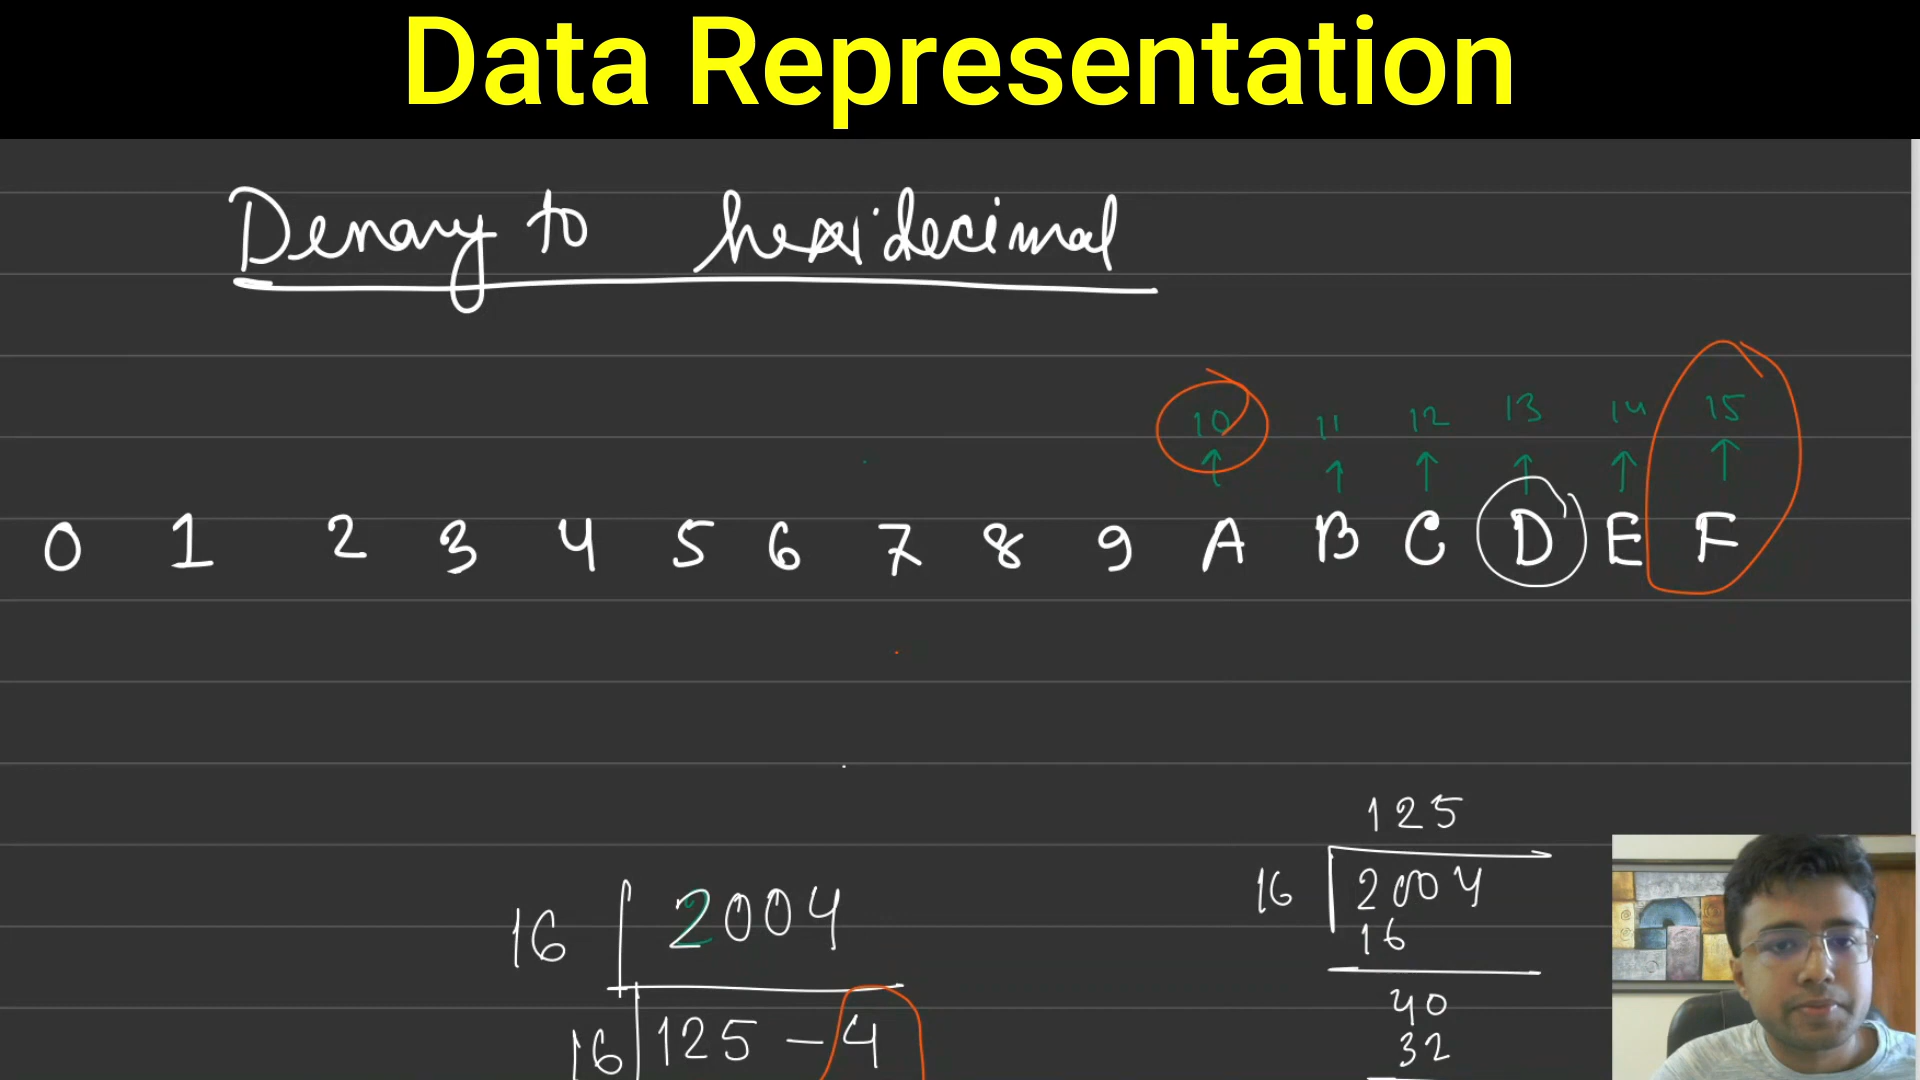 Data Representation
Denary to hexidecimal
10 11 12 13 14 15
↑ ↑ ↑ ↑ ↑ ↑
0 1 2 3 4 5 6 7 8 9 A B C D E F
16 | 2004
16 | 125 – 4
125
16 | 2004
16
40
32